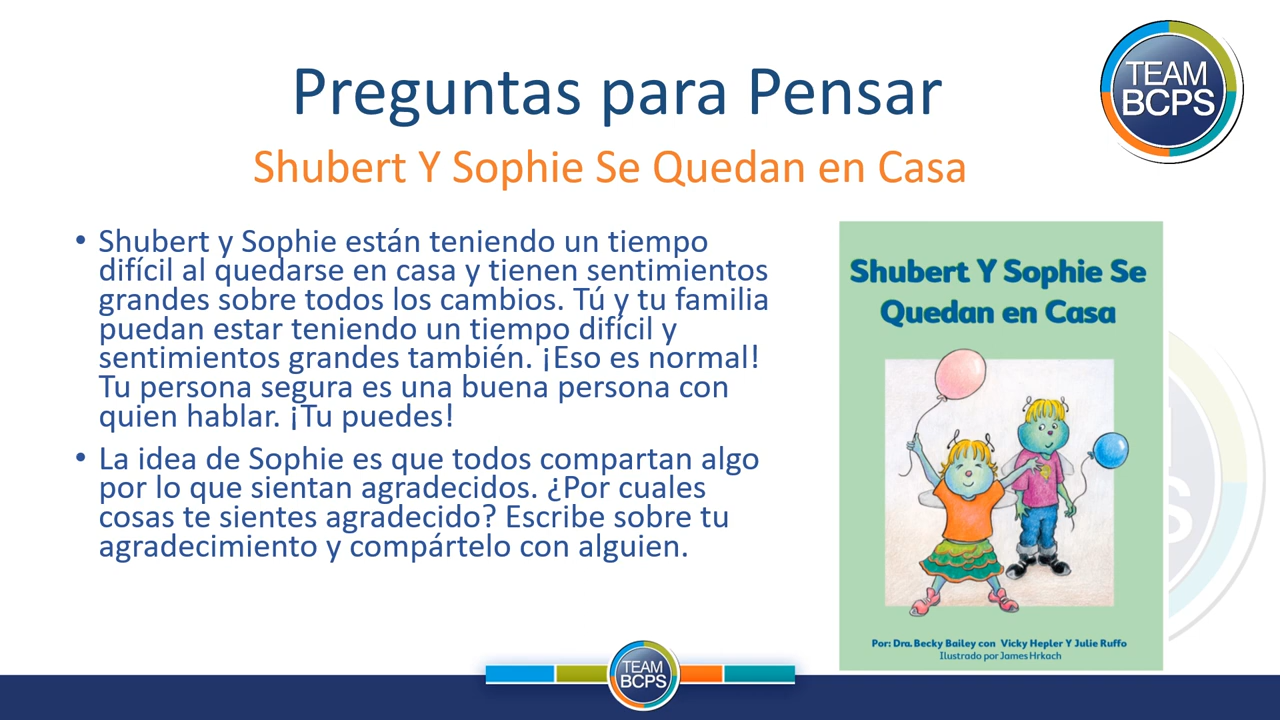 Preguntas para Pensar
Shubert Y Sophie Se Quedan en Casa
TEAM
BCPS
• Shubert y Sophie están teniendo un tiempo
difícil al quedarse en casa y tienen sentimientos
grandes sobre todos los cambios. Tú y tu familia
puedan estar teniendo un tiempo difícil y
sentimientos grandes también. ¡Eso es normal!
Tu persona segura es una buena persona con
quien hablar. ¡Tu puedes!
• La idea de Sophie es que todos compartan algo
por lo que sientan agradecidos. ¿Por cuales
cosas te sientes agradecido? Escribe sobre tu
agradecimiento y compártelo con alguien.
Shubert Y Sophie Se
Quedan en Casa
Por: Dra. Becky Bailey con Vicky Hepler Y Julie Ruffo
Ilustrado por James Hrkach
TEAM
BCPS